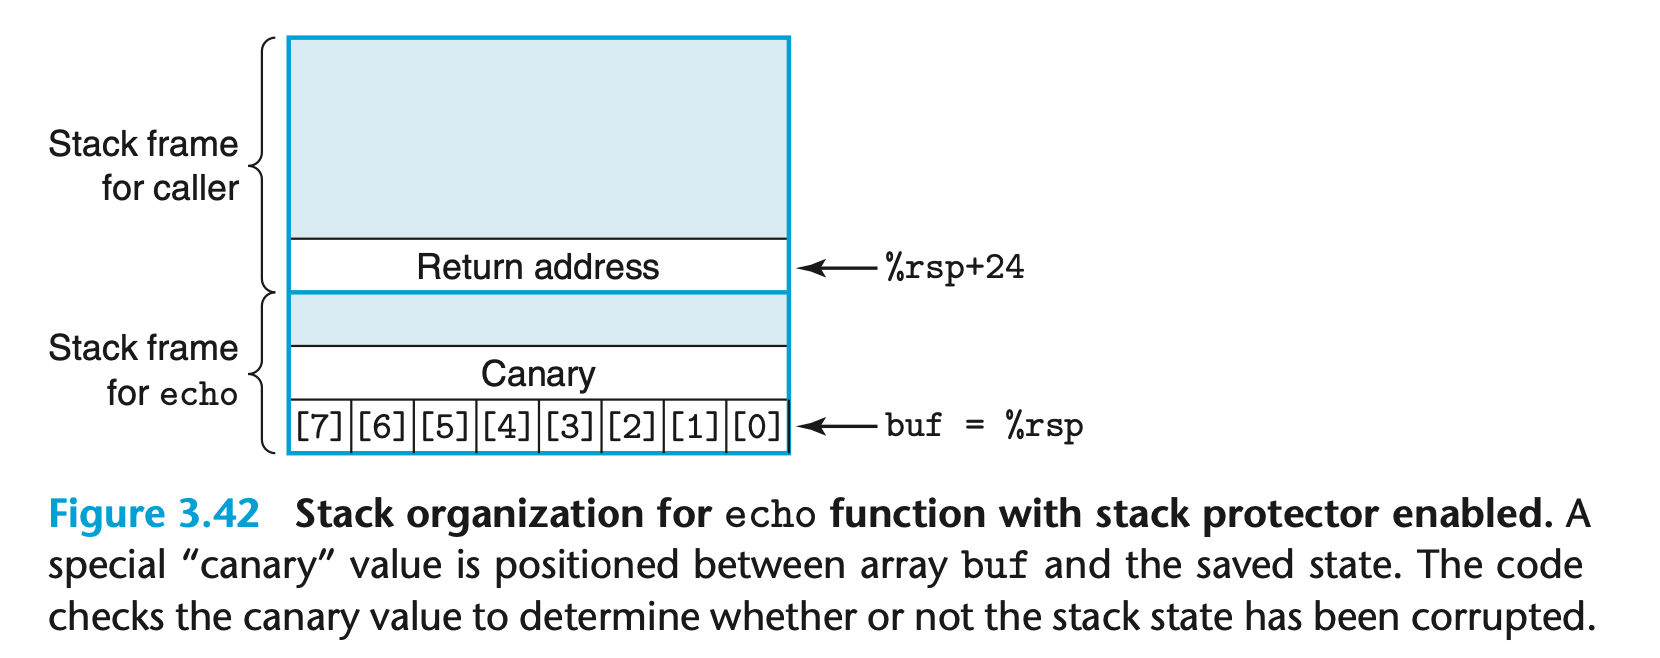 Stack frame
for caller
Return address
%rsp+24
Stack frame
for echo
Canary
[7] [6] [5] [4] [3] [2] [1] [0]
buf = %rsp
Figure 3.42 Stack organization for echo function with stack protector enabled. A
special “canary” value is positioned between array buf and the saved state. The code
checks the canary value to determine whether or not the stack state has been corrupted.